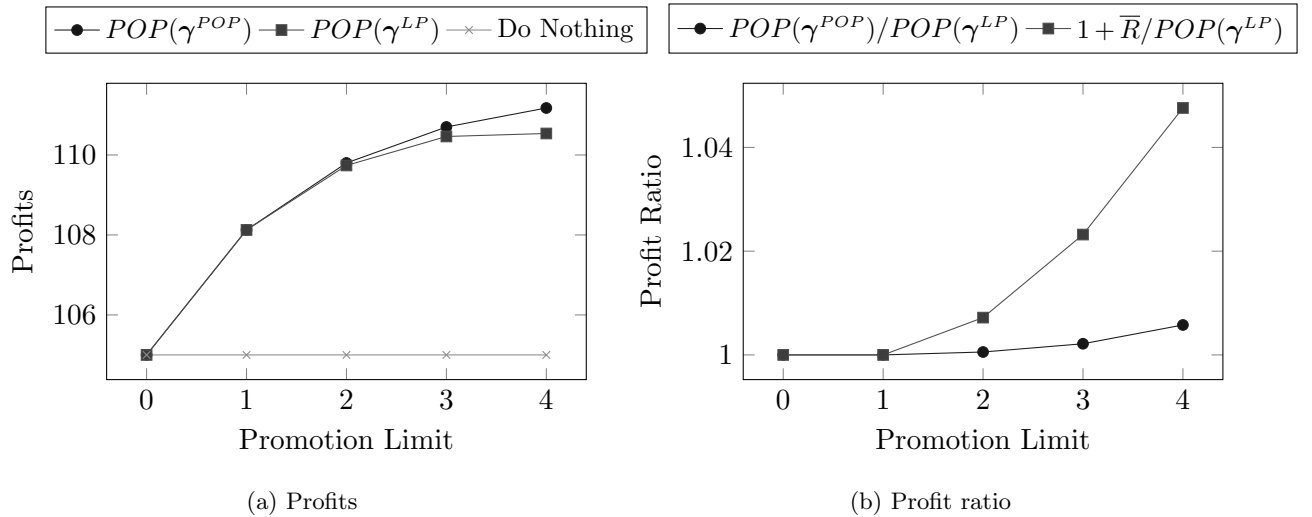 POP(γ^{POP}) POP(γ^{LP}) Do Nothing
110
108
106
Profits
0 1 2 3 4
Promotion Limit
(a) Profits
POP(γ^{POP})/POP(γ^{LP}) 1 + R̅/POP(γ^{LP})
1.04
1.02
1
Profit Ratio
0 1 2 3 4
Promotion Limit
(b) Profit ratio